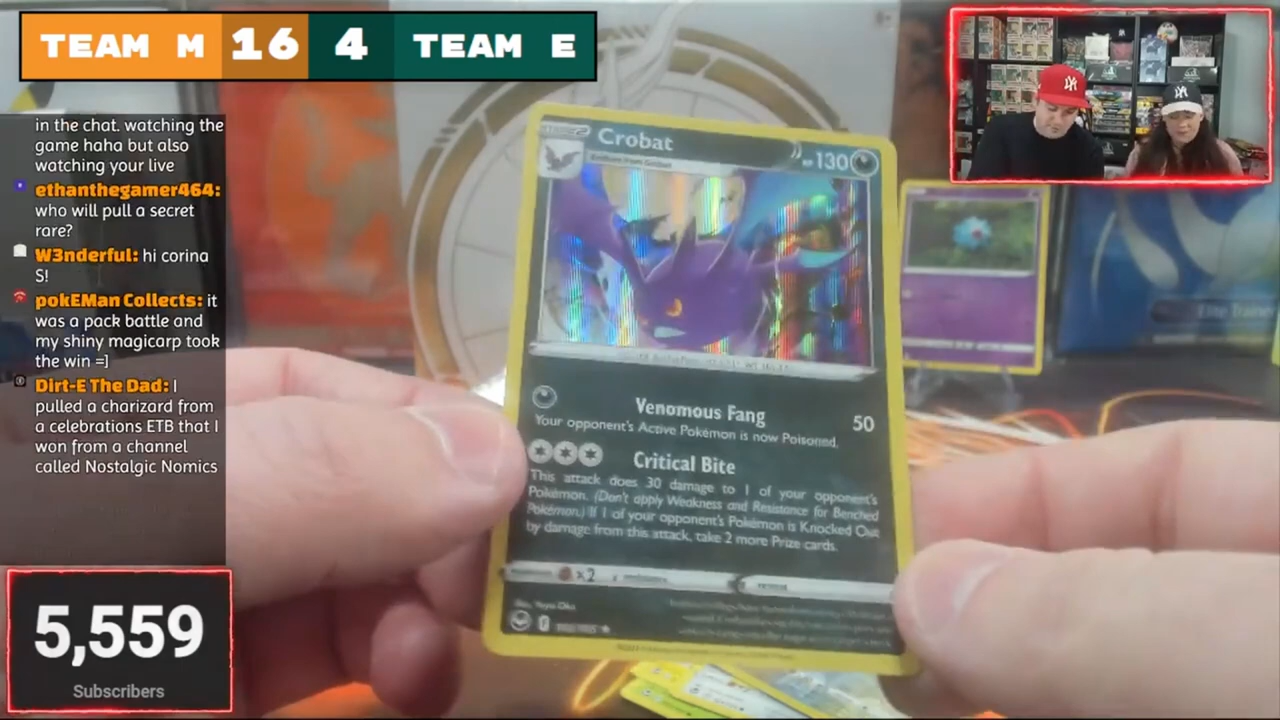 TEAM M 16 4 TEAM E
in the chat. watching the
game haha but also
watching your live
ethanthegamer464:
who will pull a secret
rare?
W3nderful: hi corina
S!
pokEMan Collects: it
was a pack battle and
my shiny magicarp took
the win =]
Dirt-E The Dad: I
pulled a charizard from
a celebrations ETB that I
won from a channel
called Nostalgic Nomics
5,559
Subscribers
Crobat 130
Venomous Fang 50
Your opponent's Active Pokémon is now Poisoned.
Critical Bite
This attack does 30 damage to 1 of your opponent's
Pokémon. (Don't apply Weakness and Resistance for Benched
Pokémon.) If 1 of your opponent's Pokémon is Knocked Out
by damage from this attack, take 2 more Prize cards.
x2
Elite Traine